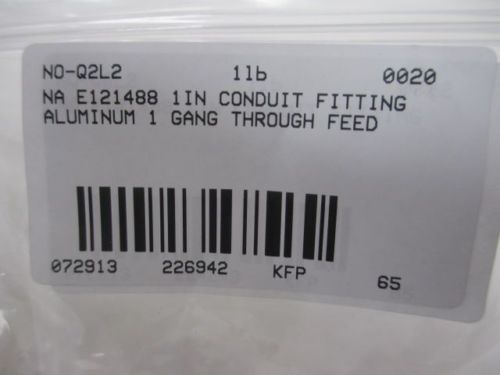 NO-Q2L2 1lb 0020
NA E121488 1IN CONDUIT FITTING
ALUMINUM 1 GANG THROUGH FEED
072913 226942 KFP 65